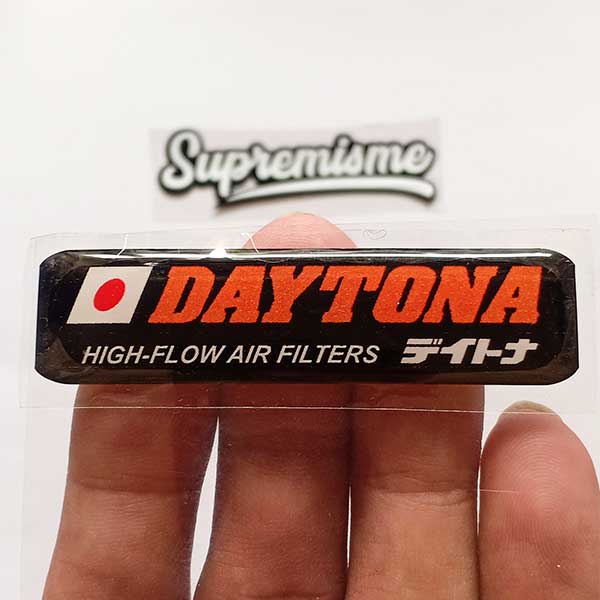 Supremisme
DAYTONA
HIGH-FLOW AIR FILTERS デイトナ